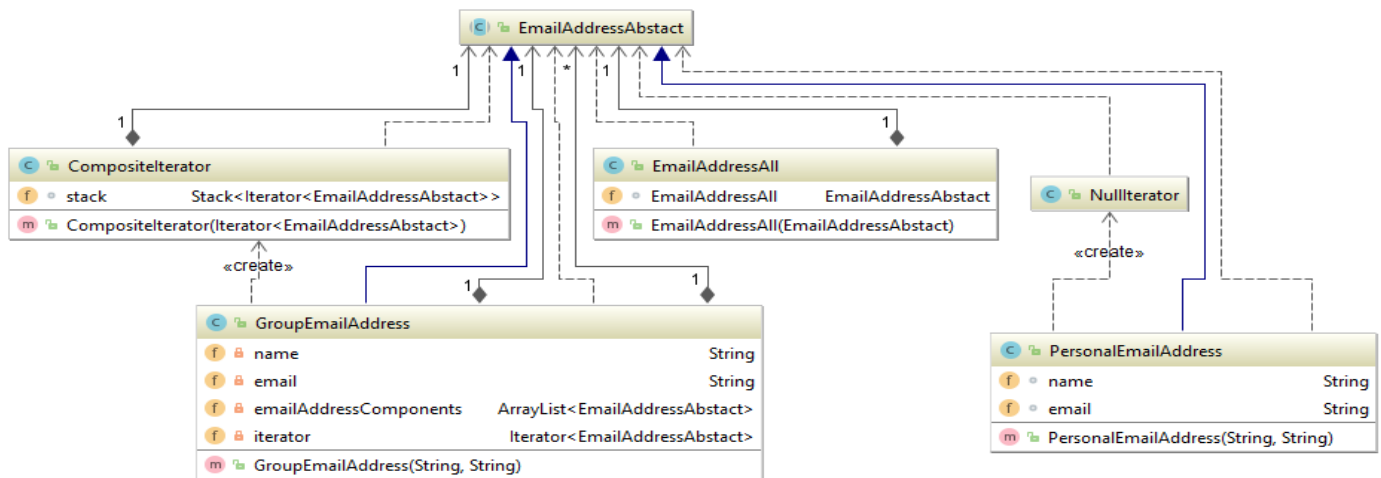 EmailAddressAbstact
1 1 * 1
1 1
CompositeIterator
stack Stack<Iterator<EmailAddressAbstact>>
CompositeIterator(Iterator<EmailAddressAbstact>)
EmailAddressAll
EmailAddressAll EmailAddressAbstact
EmailAddressAll(EmailAddressAbstact)
NullIterator
«create» «create»
1 1
GroupEmailAddress
name String
email String
emailAddressComponents ArrayList<EmailAddressAbstact>
iterator Iterator<EmailAddressAbstact>
GroupEmailAddress(String, String)
PersonalEmailAddress
name String
email String
PersonalEmailAddress(String, String)